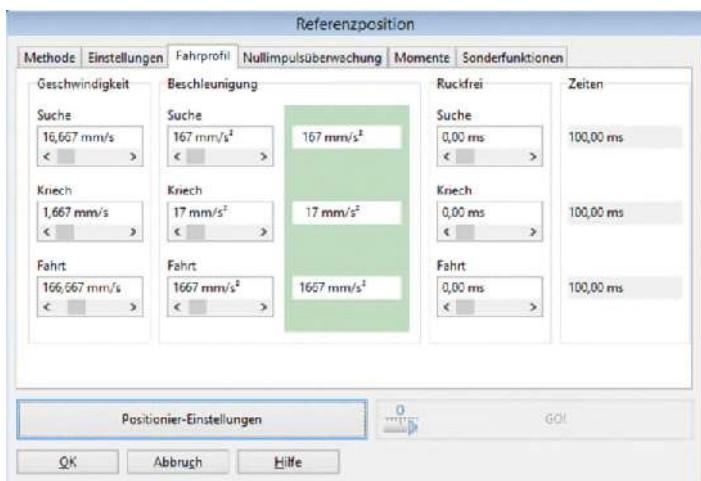 Referenzposition
Methode Einstellungen Fahrprofil Nullimpulsüberwachung Momente Sonderfunktionen
Geschwindigkeit Beschleunigung Ruckfrei Zeiten
Suche Suche Suche
16,667 mm/s 167 mm/s² 167 mm/s² 0,00 ms 100,00 ms
Kriech Kriech Kriech
1,667 mm/s 17 mm/s² 17 mm/s² 0,00 ms 100,00 ms
Fahrt Fahrt Fahrt
166,667 mm/s 1667 mm/s² 1667 mm/s² 0,00 ms 100,00 ms
Positionier-Einstellungen 0 GO!
OK Abbruch Hilfe